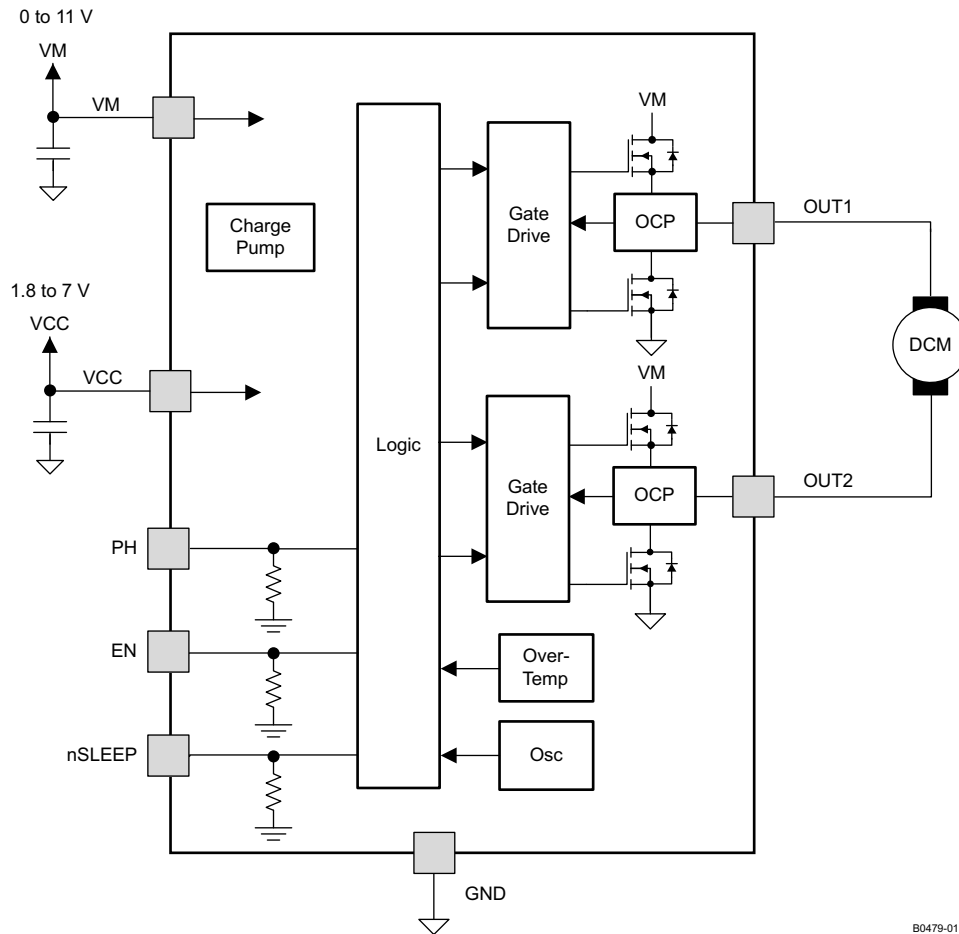 0 to 11 V
VM
VM
VM
Charge
Pump
Gate
Drive
OCP
OUT1
1.8 to 7 V
VCC
VCC
DCM
VM
Logic
Gate
Drive
OCP
OUT2
PH
EN
Over-
Temp
nSLEEP
Osc
GND
B0479-01